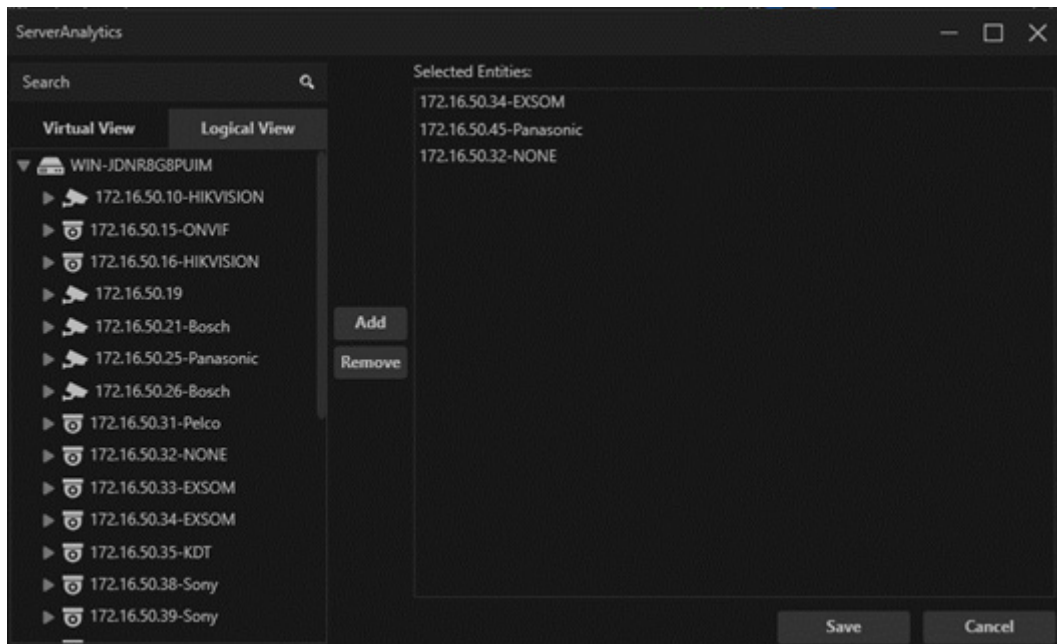 ServerAnalytics
Search
Virtual View
Logical View
WIN-JDNR8G8PUIM
172.16.50.10-HIKVISION
172.16.50.15-ONVIF
172.16.50.16-HIKVISION
172.16.50.19
172.16.50.21-Bosch
172.16.50.25-Panasonic
172.16.50.26-Bosch
172.16.50.31-Pelco
172.16.50.32-NONE
172.16.50.33-EXSOM
172.16.50.34-EXSOM
172.16.50.35-KDT
172.16.50.38-Sony
172.16.50.39-Sony
Add
Remove
Selected Entities:
172.16.50.34-EXSOM
172.16.50.45-Panasonic
172.16.50.32-NONE
Save
Cancel